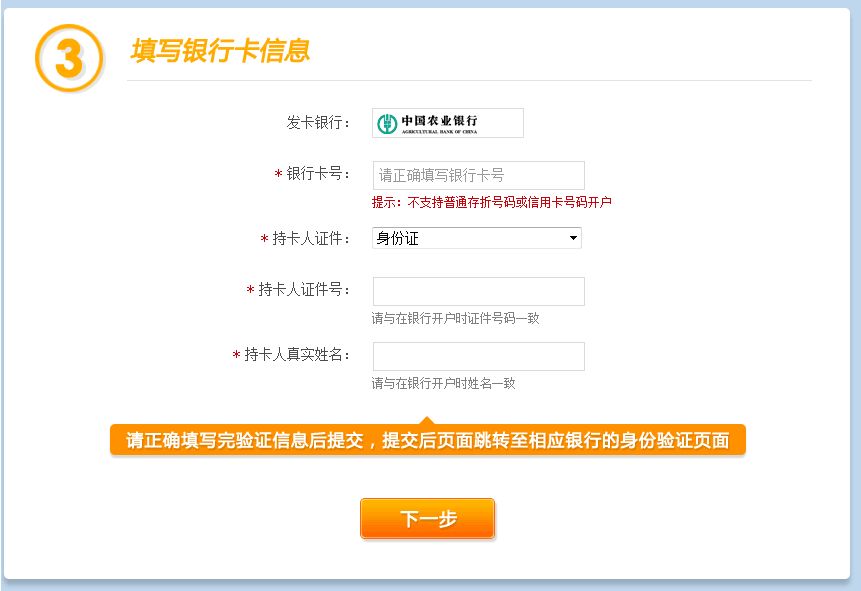 3
填写银行卡信息
发卡银行： 中国农业银行
AGRICULTURAL BANK OF CHINA
* 银行卡号： 请正确填写银行卡号
提示：不支持普通存折号码或信用卡号码开户
* 持卡人证件： 身份证
* 持卡人证件号：
请与在银行开户时证件号码一致
* 持卡人真实姓名：
请与在银行开户时姓名一致
请正确填写完验证信息后提交，提交后页面跳转至相应银行的身份验证页面
下一步